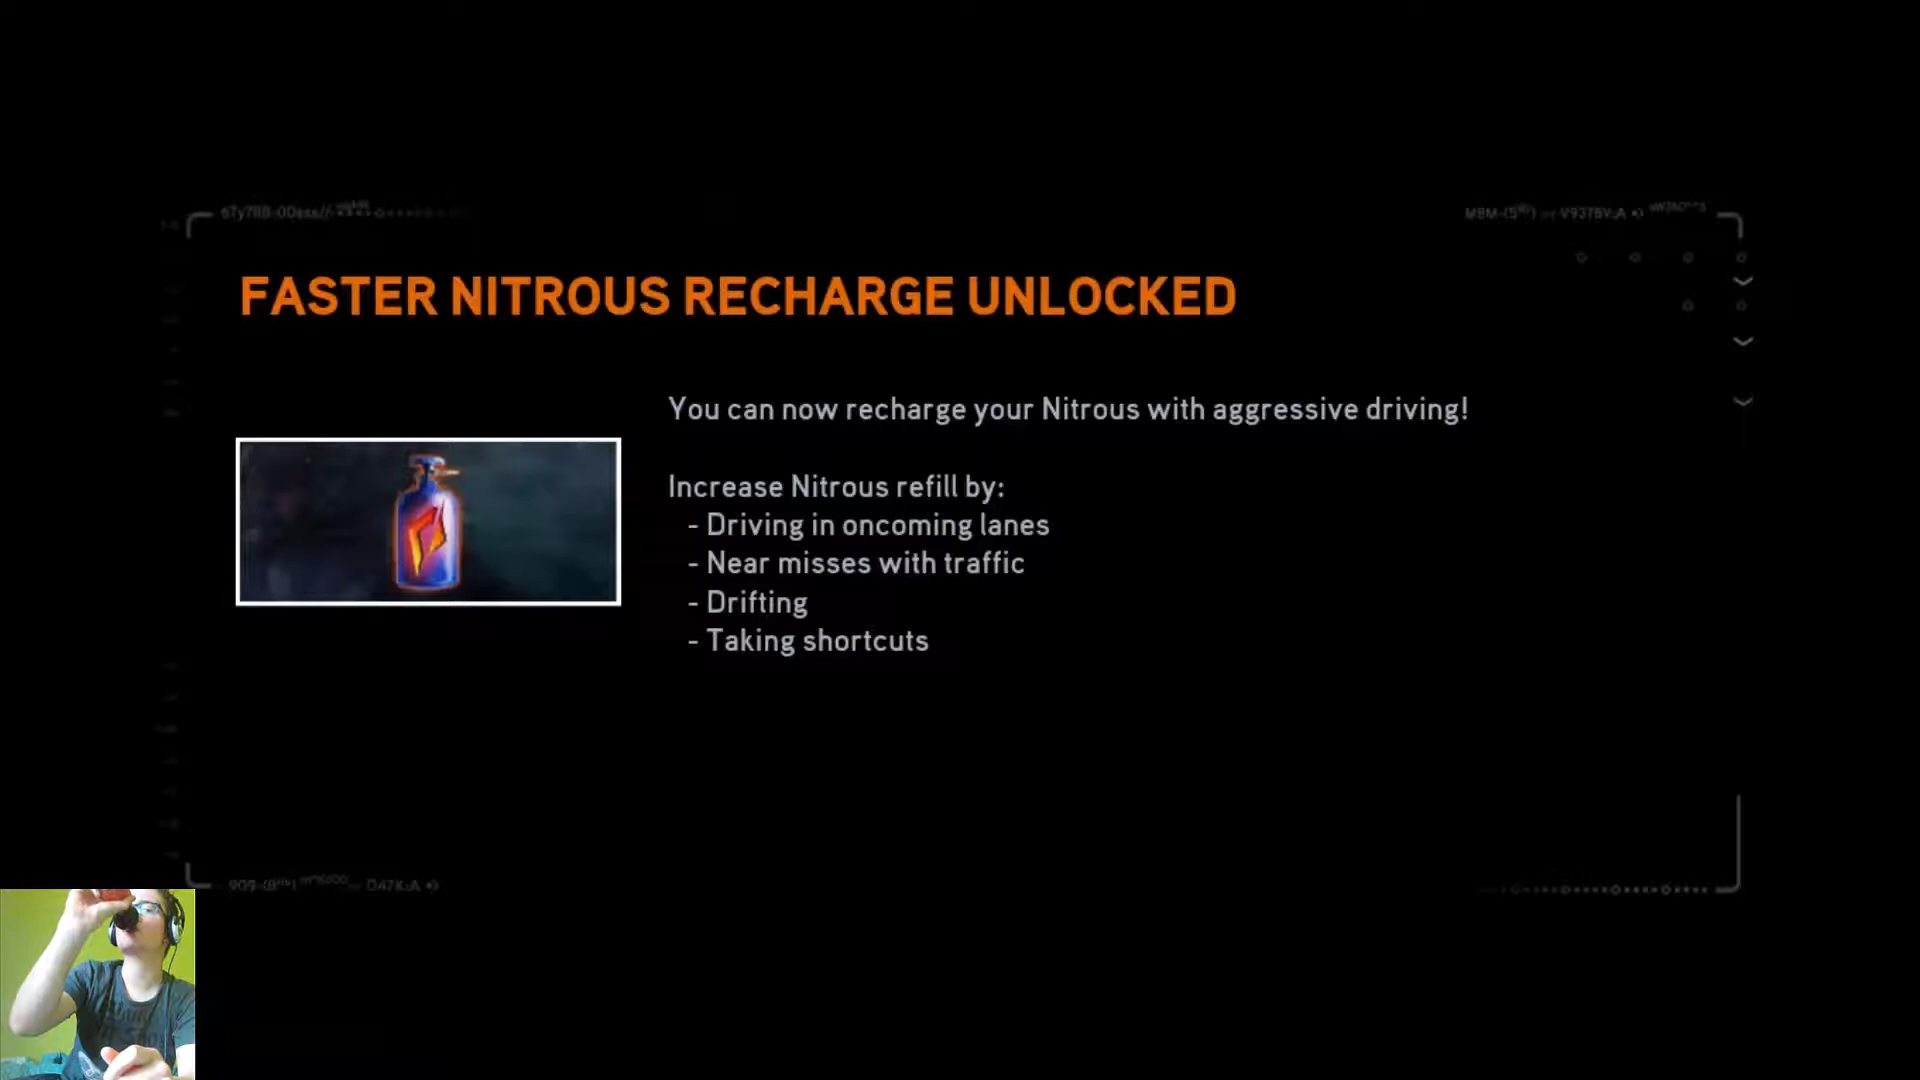 FASTER NITROUS RECHARGE UNLOCKED
You can now recharge your Nitrous with aggressive driving!
Increase Nitrous refill by:
- Driving in oncoming lanes
- Near misses with traffic
- Drifting
- Taking shortcuts